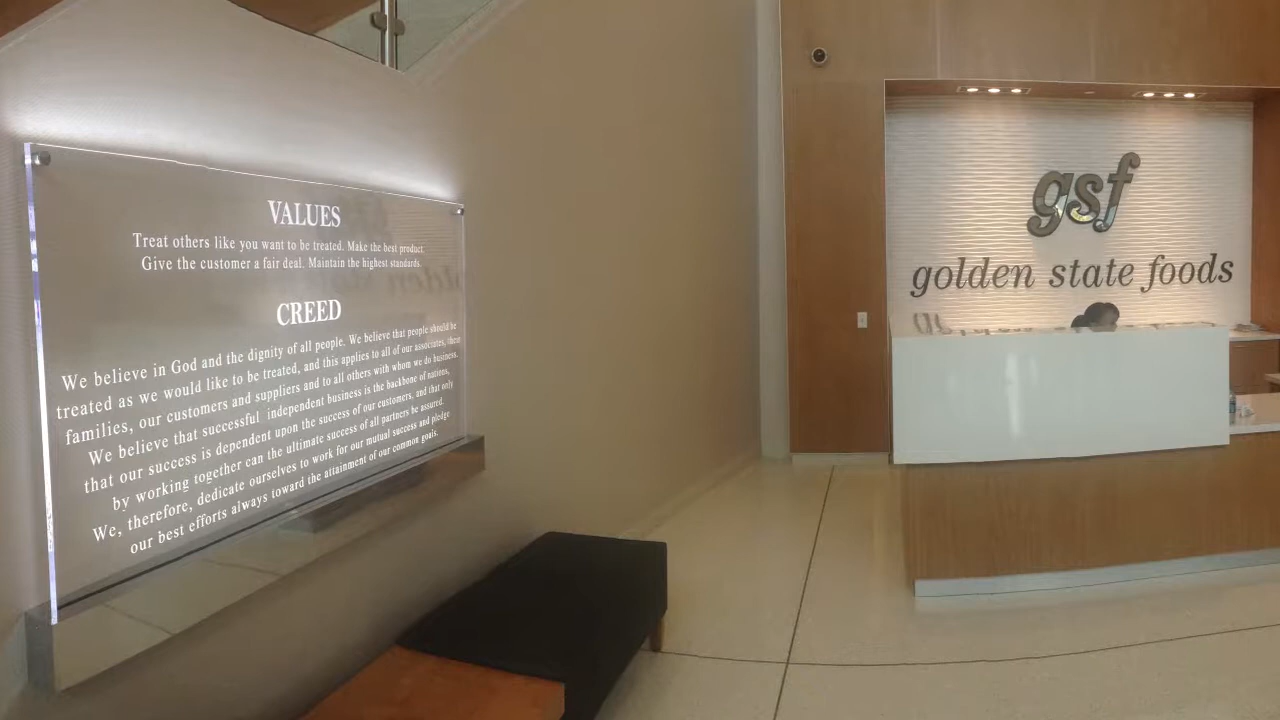 VALUES
Treat others like you want to be treated. Make the best product.
Give the customer a fair deal. Maintain the highest standards.
CREED
We believe in God and the dignity of all people. We believe that people should be
treated as we would like to be treated, and this applies to all of our associates, their
families, our customers and suppliers and to all others with whom we do business.
We believe that successful independent business is the backbone of nations,
that our success is dependent upon the success of our customers, and that only
by working together can the ultimate success of all partners be assured.
We, therefore, dedicate ourselves to work for our mutual success and pledge
our best efforts always toward the attainment of our common goals.
gsf
golden state foods